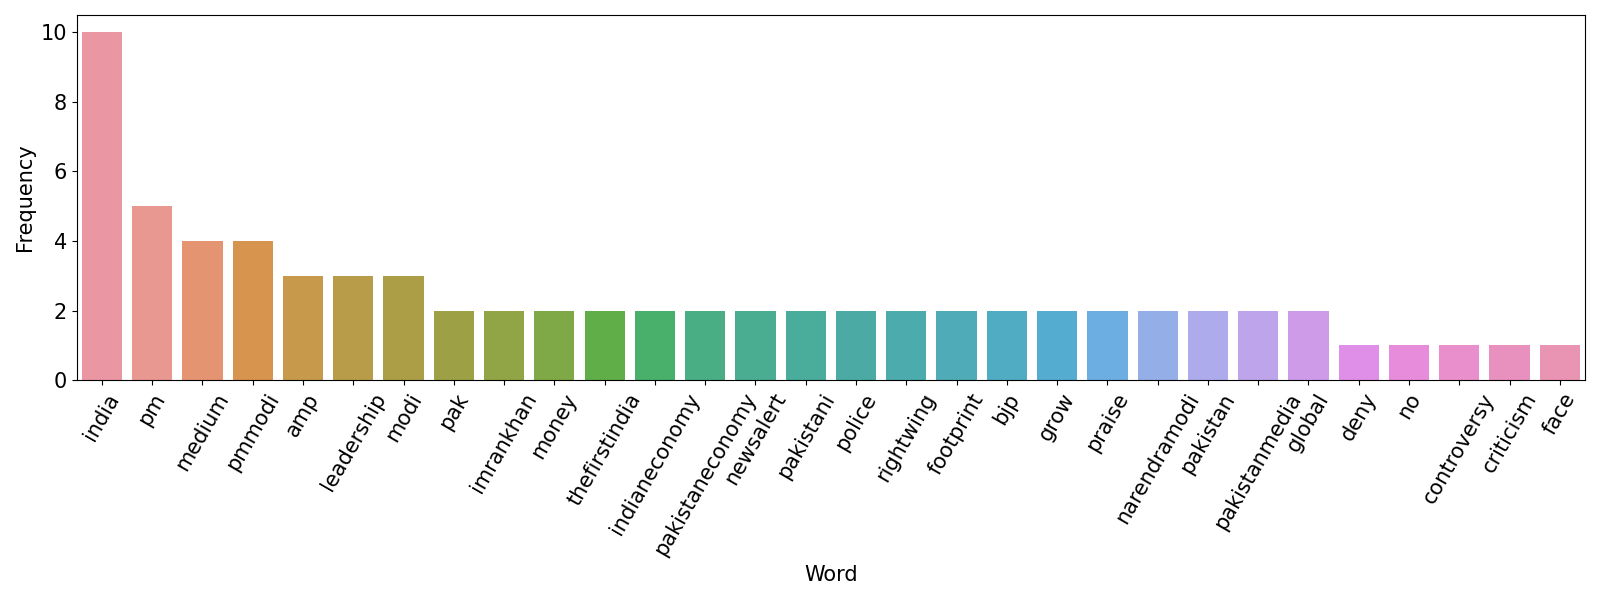 Frequency
10
8
6
4
2
0
india
pm
medium
pmmodi
amp
leadership
modi
pak
imrankhan
money
thefirstindia
indianeconomy
pakistaneconomy
newsalert
pakistani
police
rightwing
footprint
bjp
grow
praise
narendramodi
pakistan
pakistanmedia
global
deny
no
controversy
criticism
face
Word